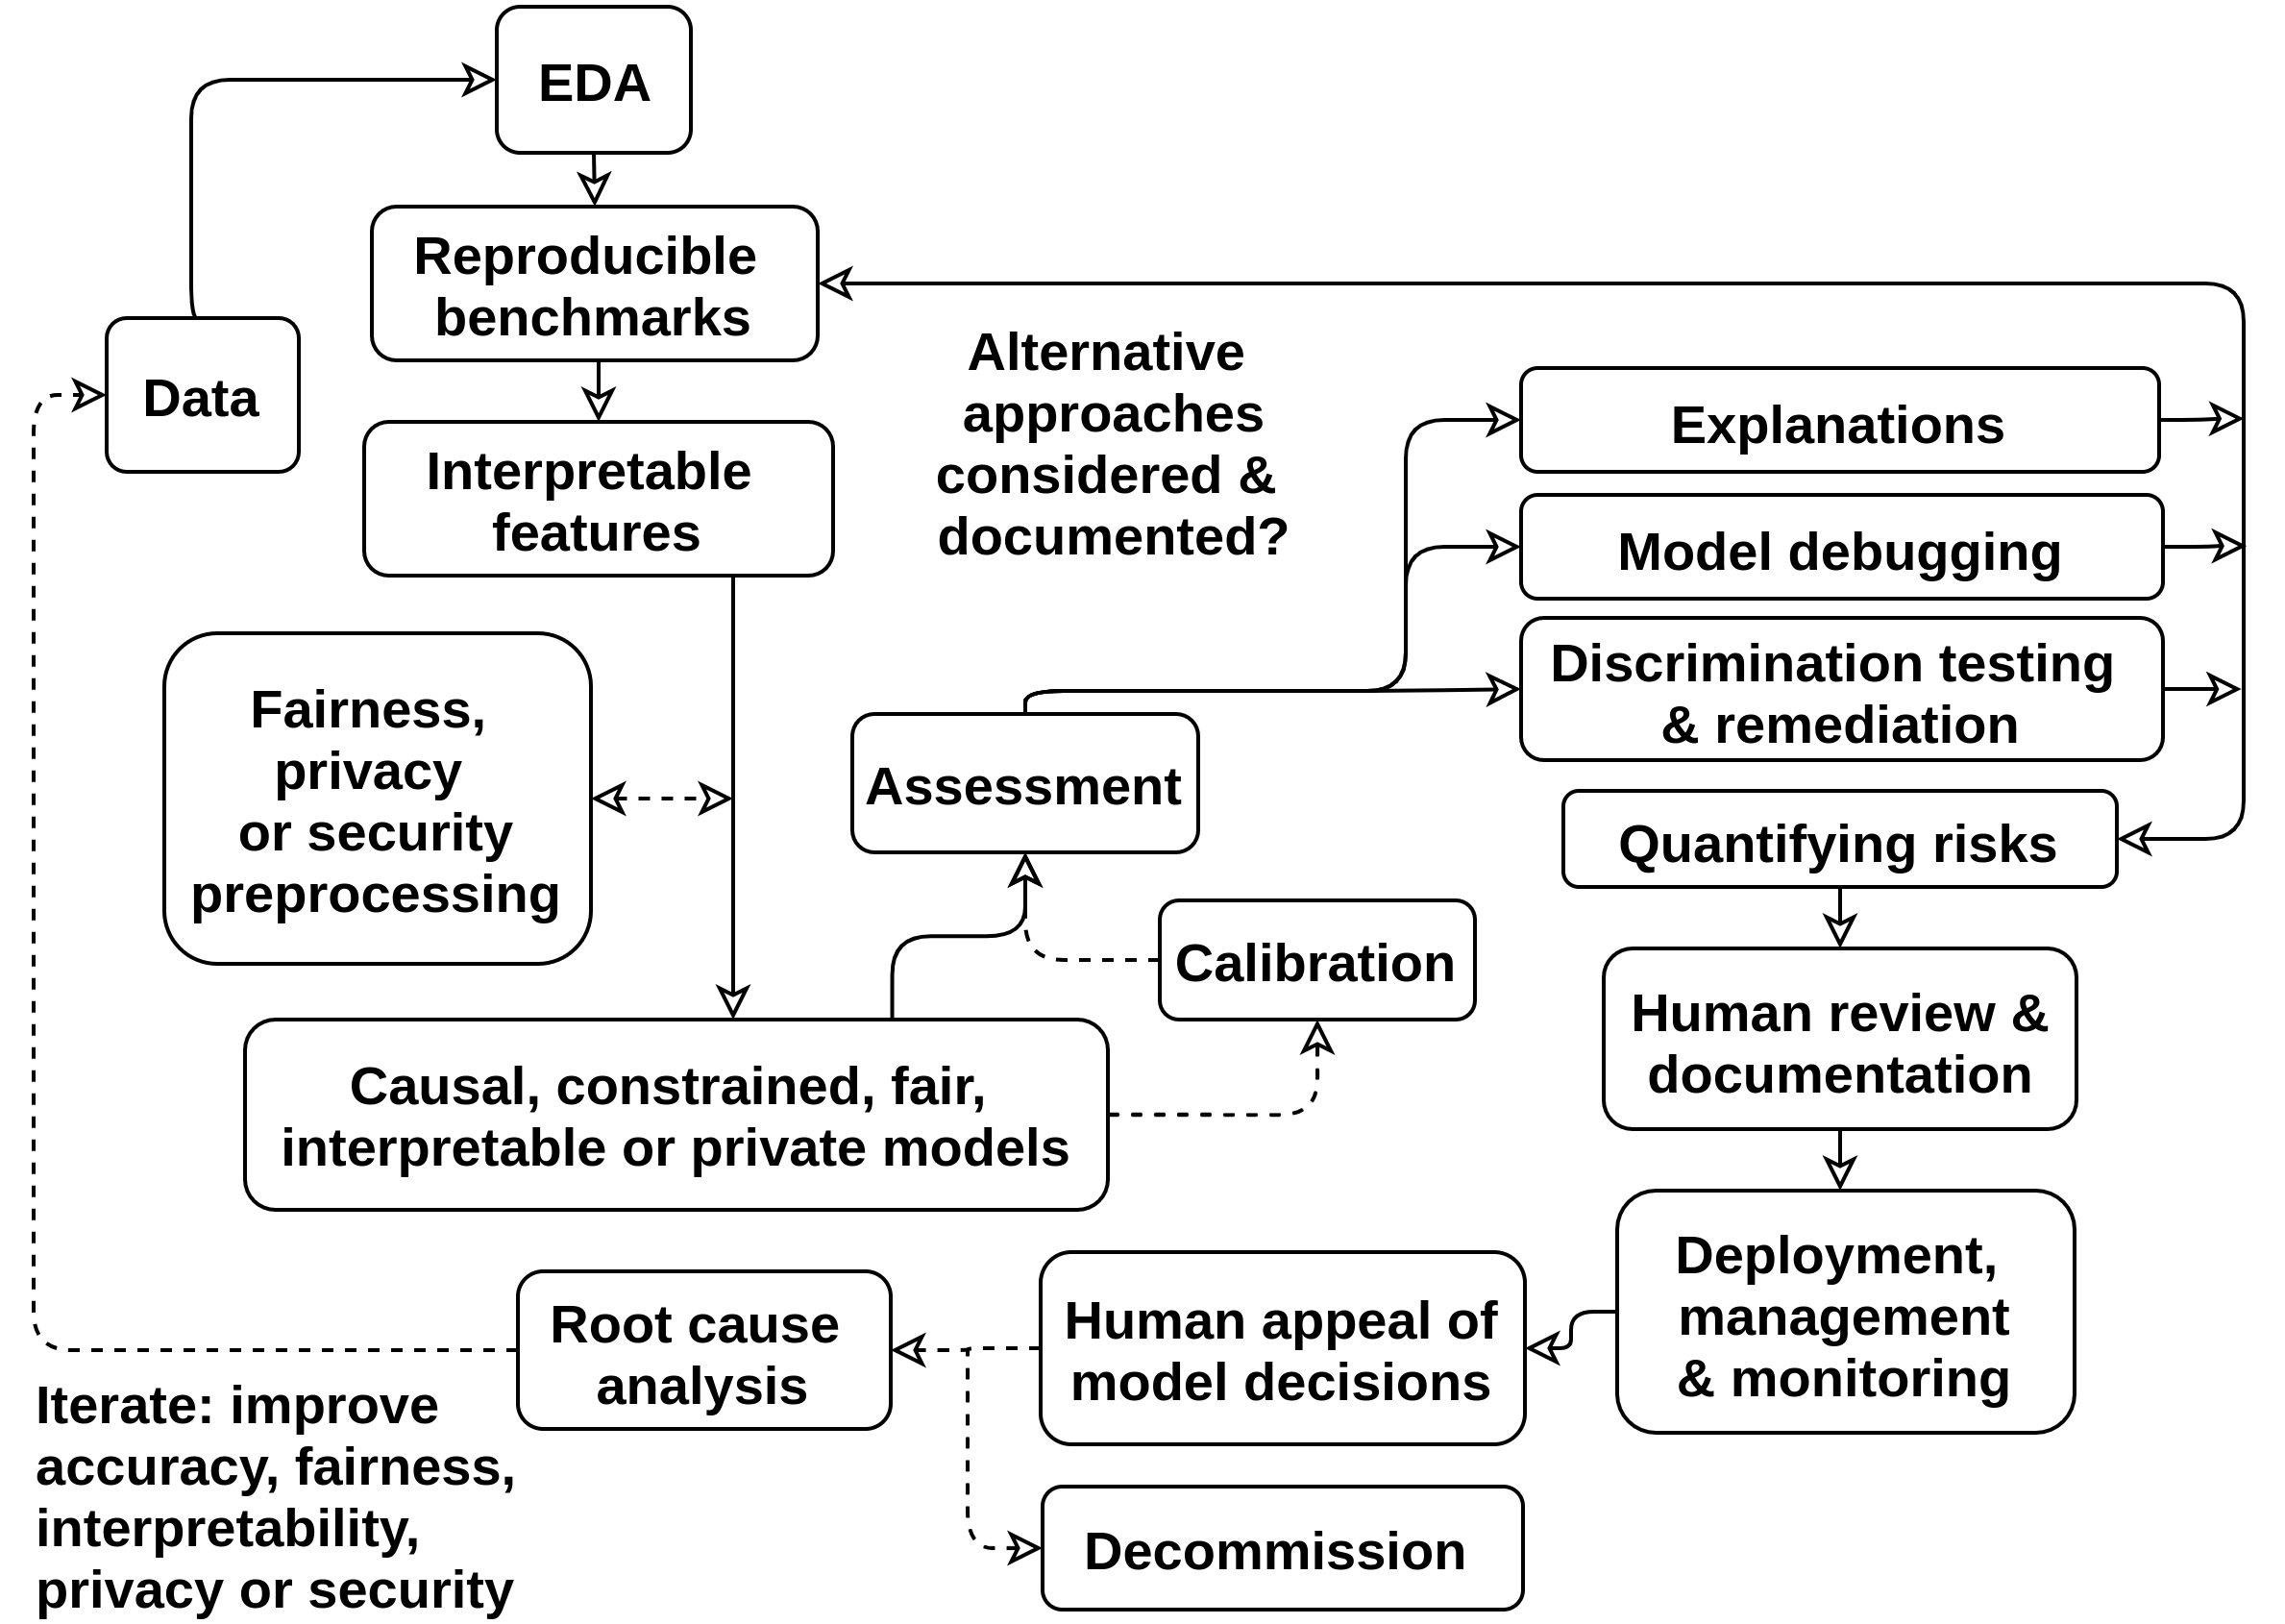 EDA
Reproducible
benchmarks
Data
Interpretable
features
Alternative
approaches
considered &
documented?
Explanations
Model debugging
Discrimination testing
& remediation
Fairness,
privacy
or security
preprocessing
Assessment
Quantifying risks
Calibration
Human review &
documentation
Causal, constrained, fair,
interpretable or private models
Deployment,
management
& monitoring
Human appeal of
model decisions
Root cause
analysis
Decommission
Iterate: improve
accuracy, fairness,
interpretability,
privacy or security